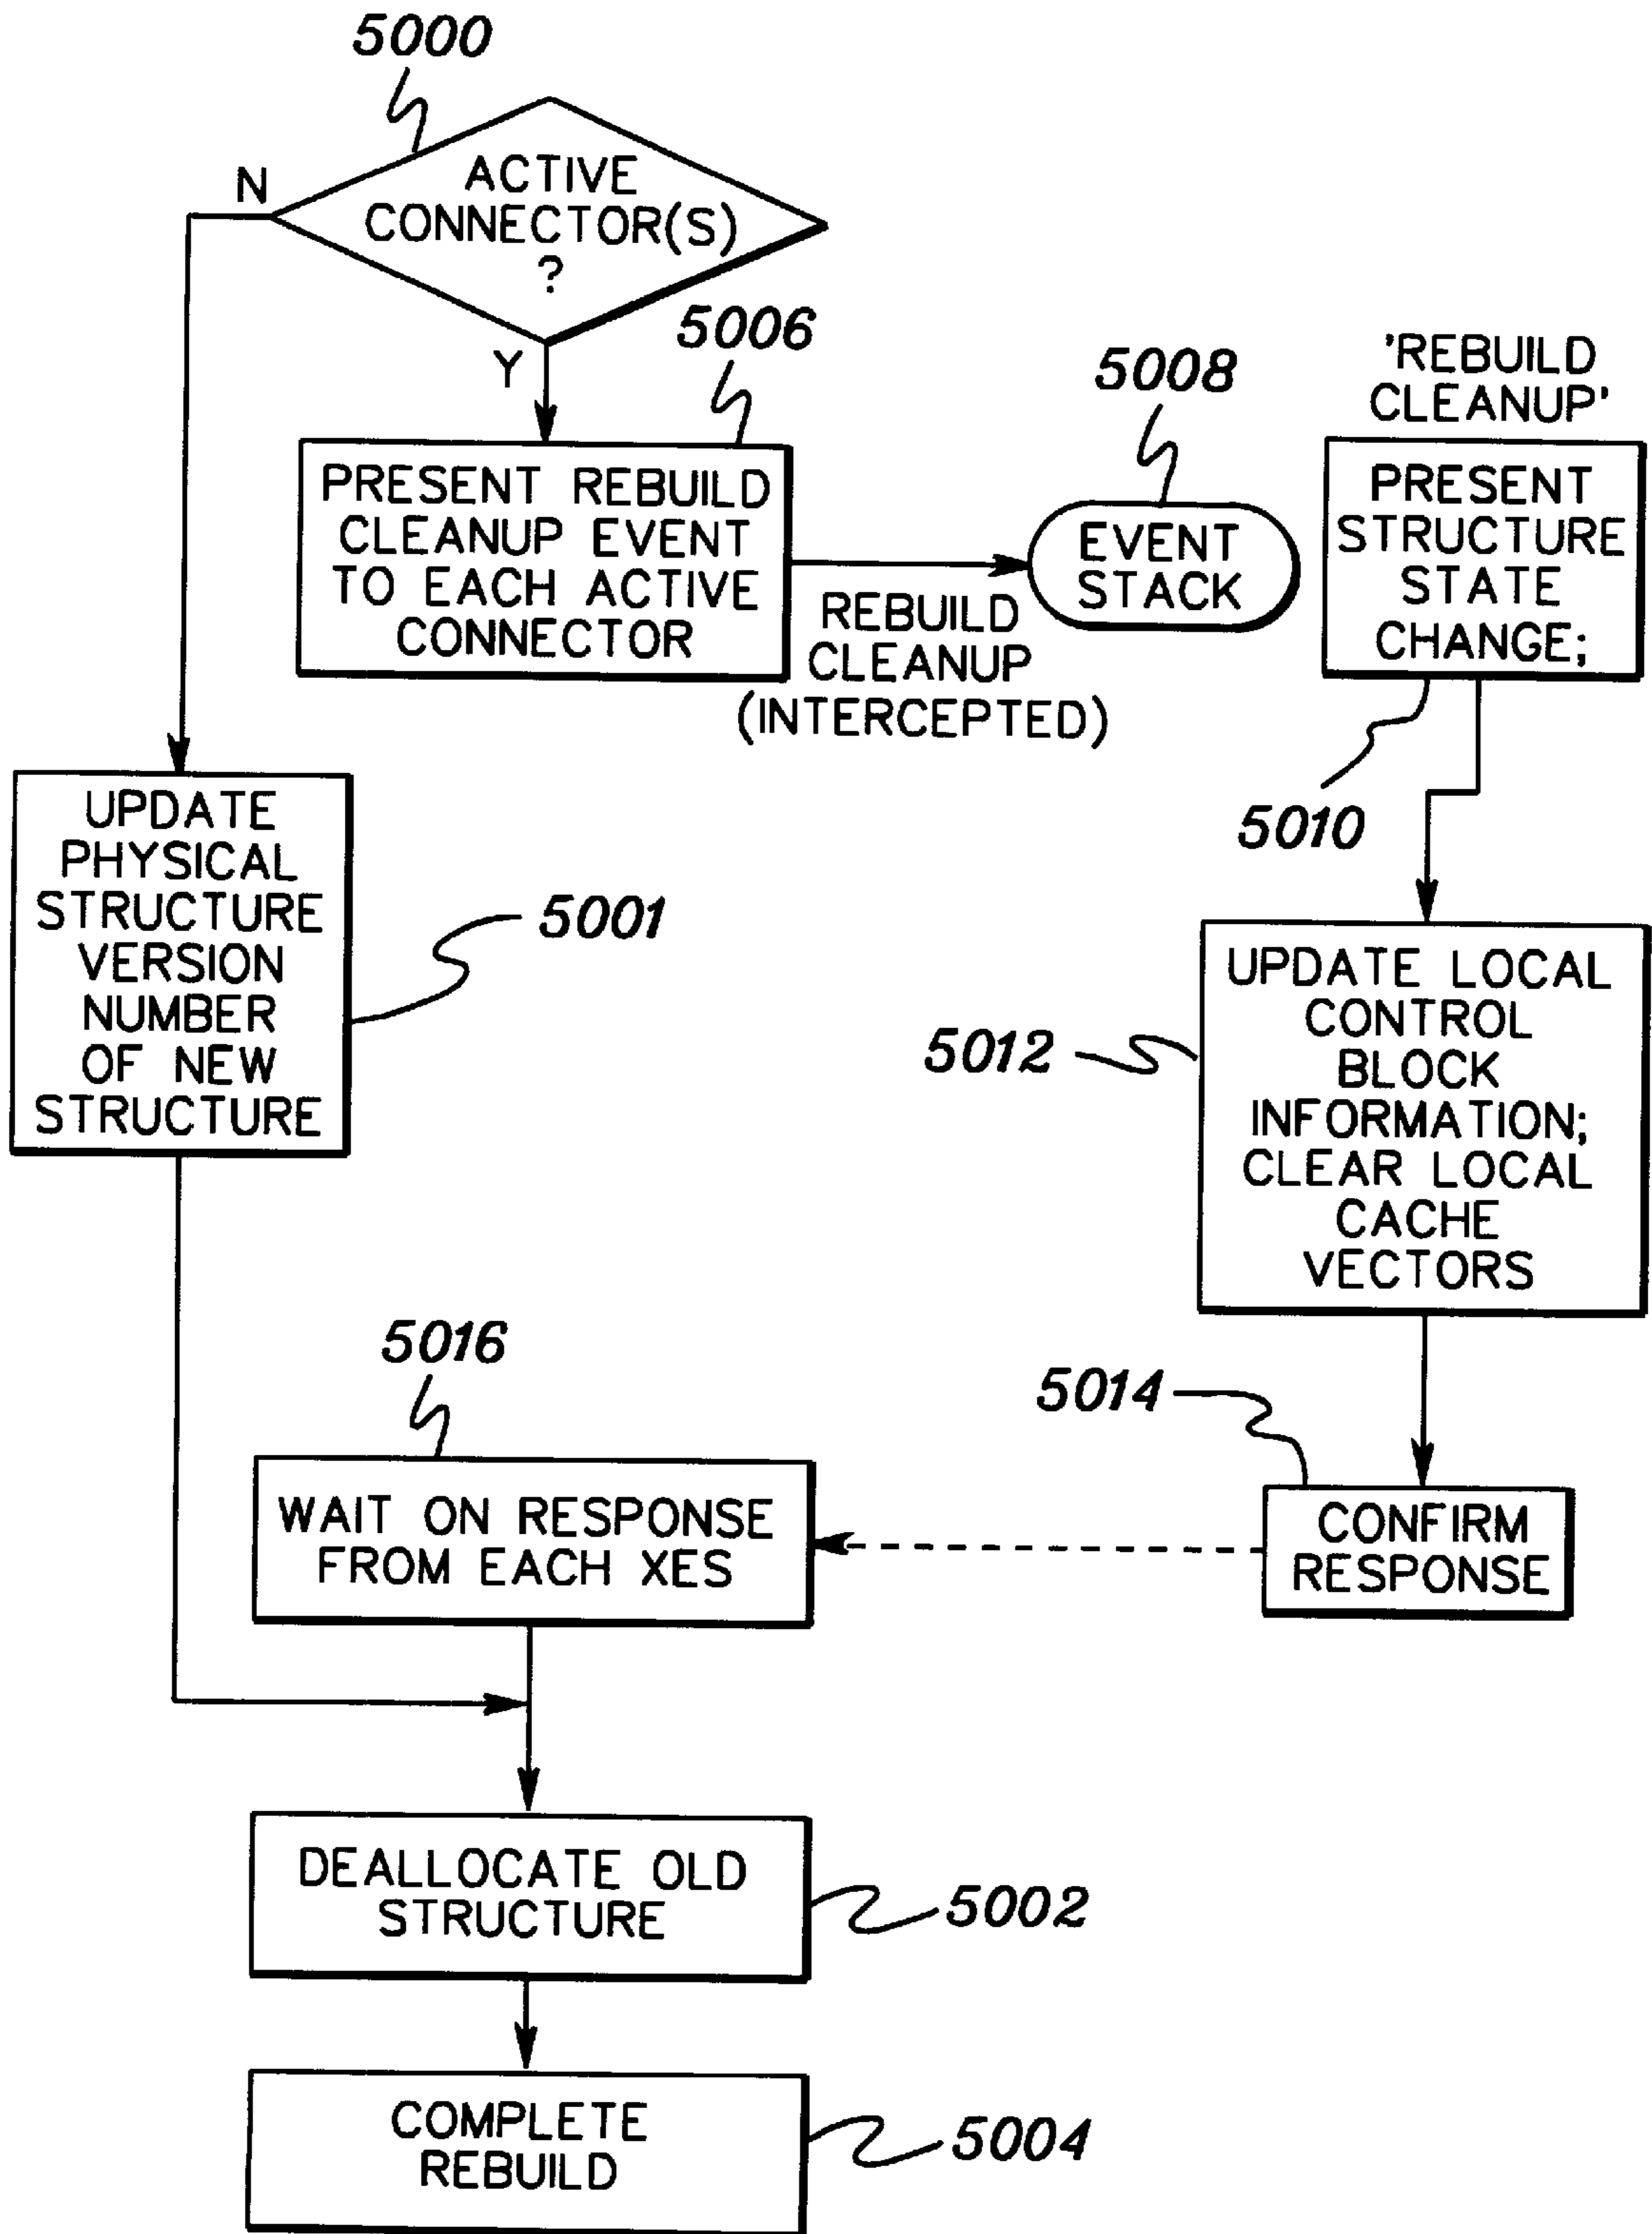 5000
N
ACTIVE
CONNECTOR(S)
?
Y
5006
PRESENT REBUILD
CLEANUP EVENT
TO EACH ACTIVE
CONNECTOR
5008
EVENT
STACK
REBUILD
CLEANUP
(INTERCEPTED)
'REBUILD
CLEANUP'
PRESENT
STRUCTURE
STATE
CHANGE;
5010
UPDATE
PHYSICAL
STRUCTURE
VERSION
NUMBER
OF NEW
STRUCTURE
5001
5012
UPDATE LOCAL
CONTROL
BLOCK
INFORMATION;
CLEAR LOCAL
CACHE
VECTORS
5016
WAIT ON RESPONSE
FROM EACH XES
5014
CONFIRM
RESPONSE
DEALLOCATE OLD
STRUCTURE
5002
COMPLETE
REBUILD
5004